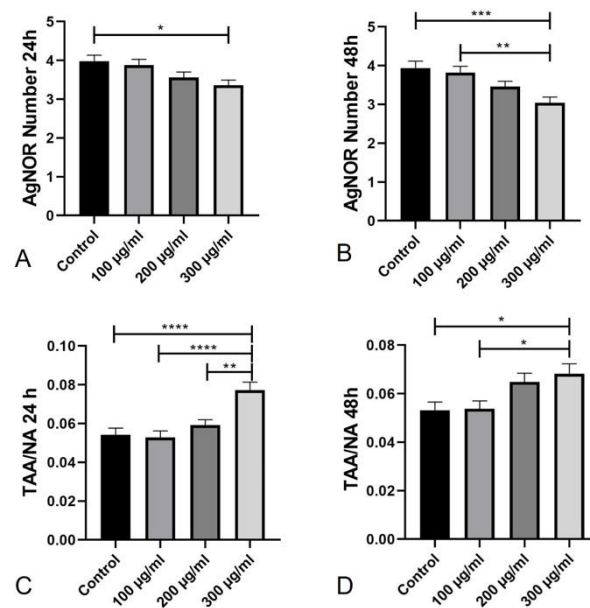 *
AgNOR Number 24h
5
4
3
2
1
0
Control
100 µg/ml
200 µg/ml
300 µg/ml
A
***
**
AgNOR Number 48h
5
4
3
2
1
0
Control
100 µg/ml
200 µg/ml
300 µg/ml
B
****
****
**
TAA/NA 24 h
0.10
0.08
0.06
0.04
0.02
0.00
Control
100 µg/ml
200 µg/ml
300 µg/ml
C
*
*
TAA/NA 48h
0.08
0.06
0.04
0.02
0.00
Control
100 µg/ml
200 µg/ml
300 µg/ml
D